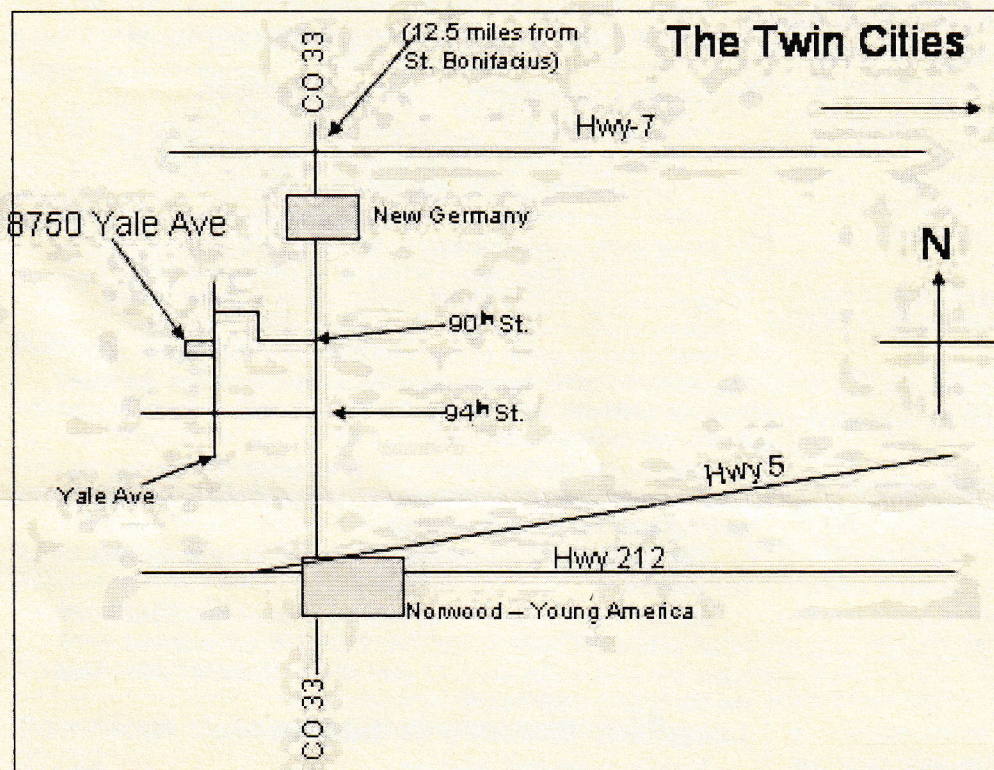 CO 33
(12.5 miles from
St. Bonifacius)
The Twin Cities
Hwy-7
New Germany
8750 Yale Ave
N
90th St.
94th St.
Hwy 5
Yale Ave
Hwy 212
Norwood – Young America
CO 33